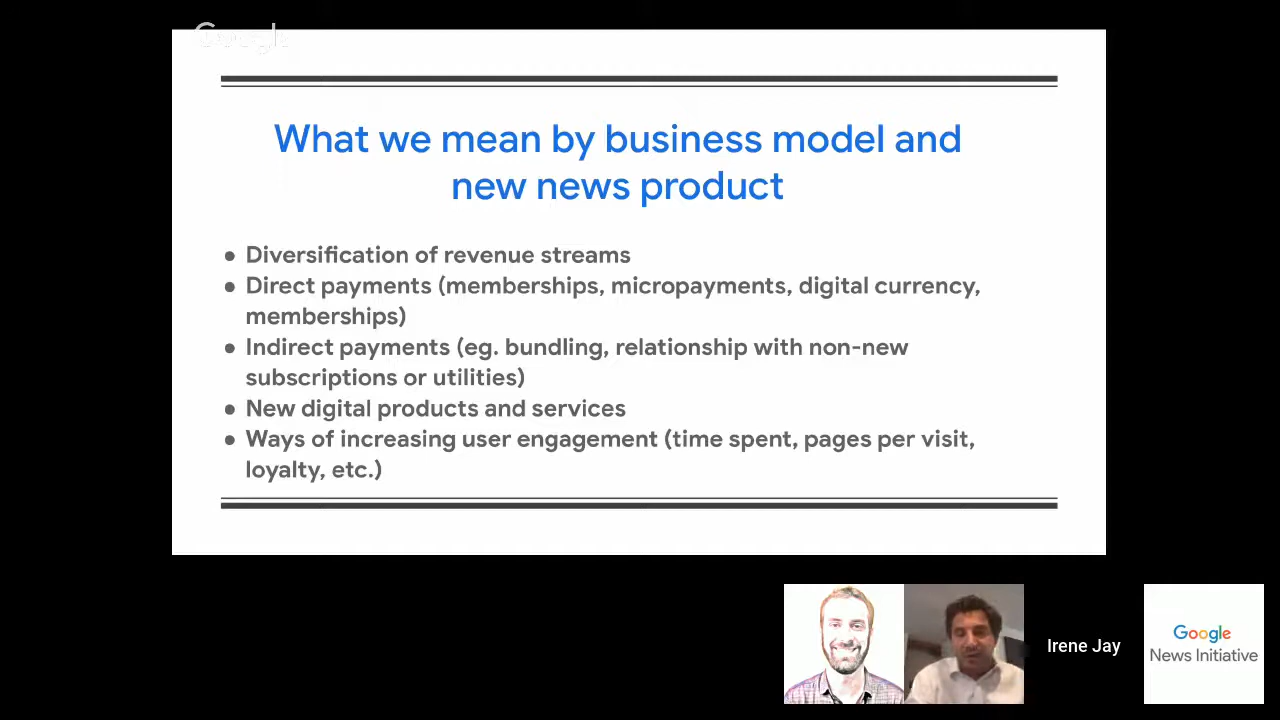 Google
What we mean by business model and
new news product
● Diversification of revenue streams
● Direct payments (memberships, micropayments, digital currency,
memberships)
● Indirect payments (eg. bundling, relationship with non-new
subscriptions or utilities)
● New digital products and services
● Ways of increasing user engagement (time spent, pages per visit,
loyalty, etc.)
Irene Jay
Google
News Initiative